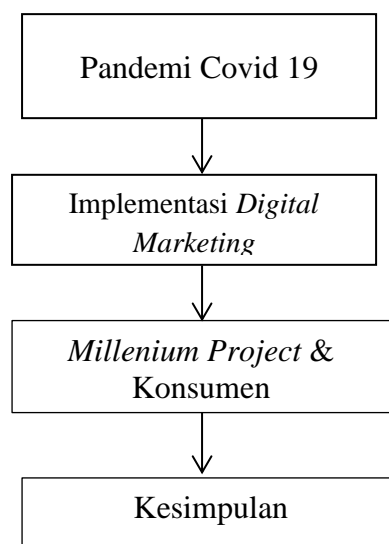 Pandemi Covid 19
Implementasi Digital
Marketing
Millenium Project &
Konsumen
Kesimpulan